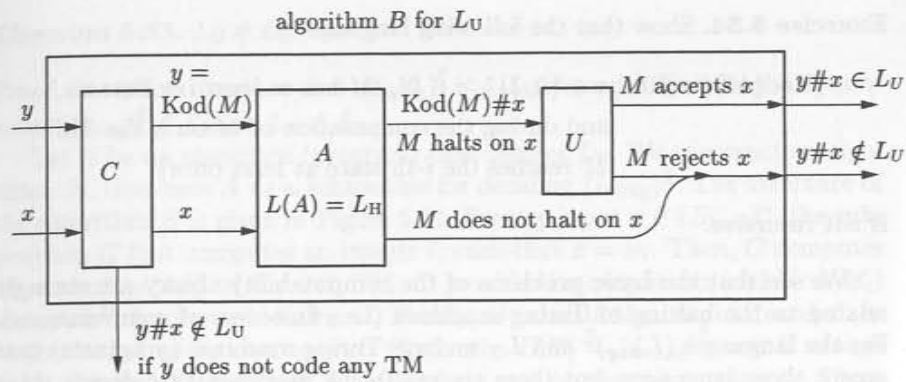 algorithm B for L_U
y
x
C
y =
Kod(M)
x
A
L(A) = L_H
Kod(M)#x
M halts on x
M does not halt on x
U
M accepts x
M rejects x
y#x ∈ L_U
y#x ∉ L_U
y#x ∉ L_U
if y does not code any TM